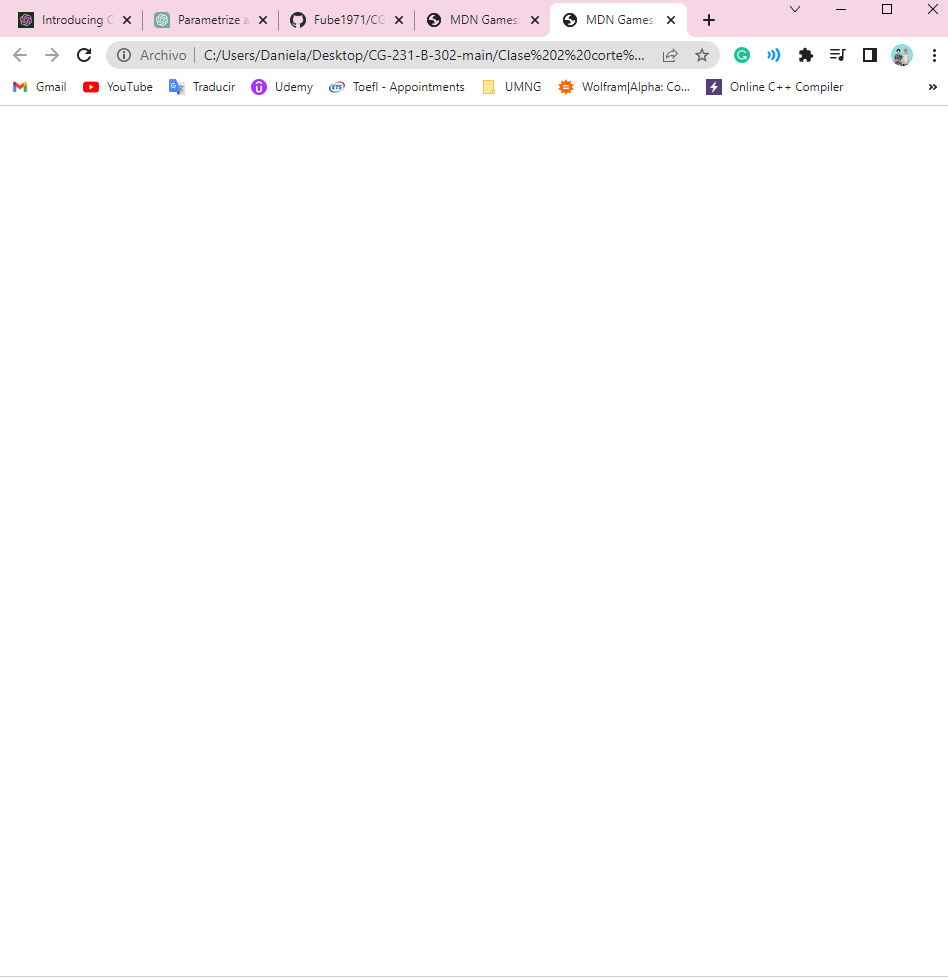 Introducing C
Parametrize a
Fube1971/CG
MDN Games:
MDN Games:
Archivo
C:/Users/Daniela/Desktop/CG-231-B-302-main/Clase%202%20corte%...
Gmail
YouTube
Traducir
Udemy
ETS
Toefl - Appointments
UMNG
Wolfram|Alpha: Co...
Online C++ Compiler